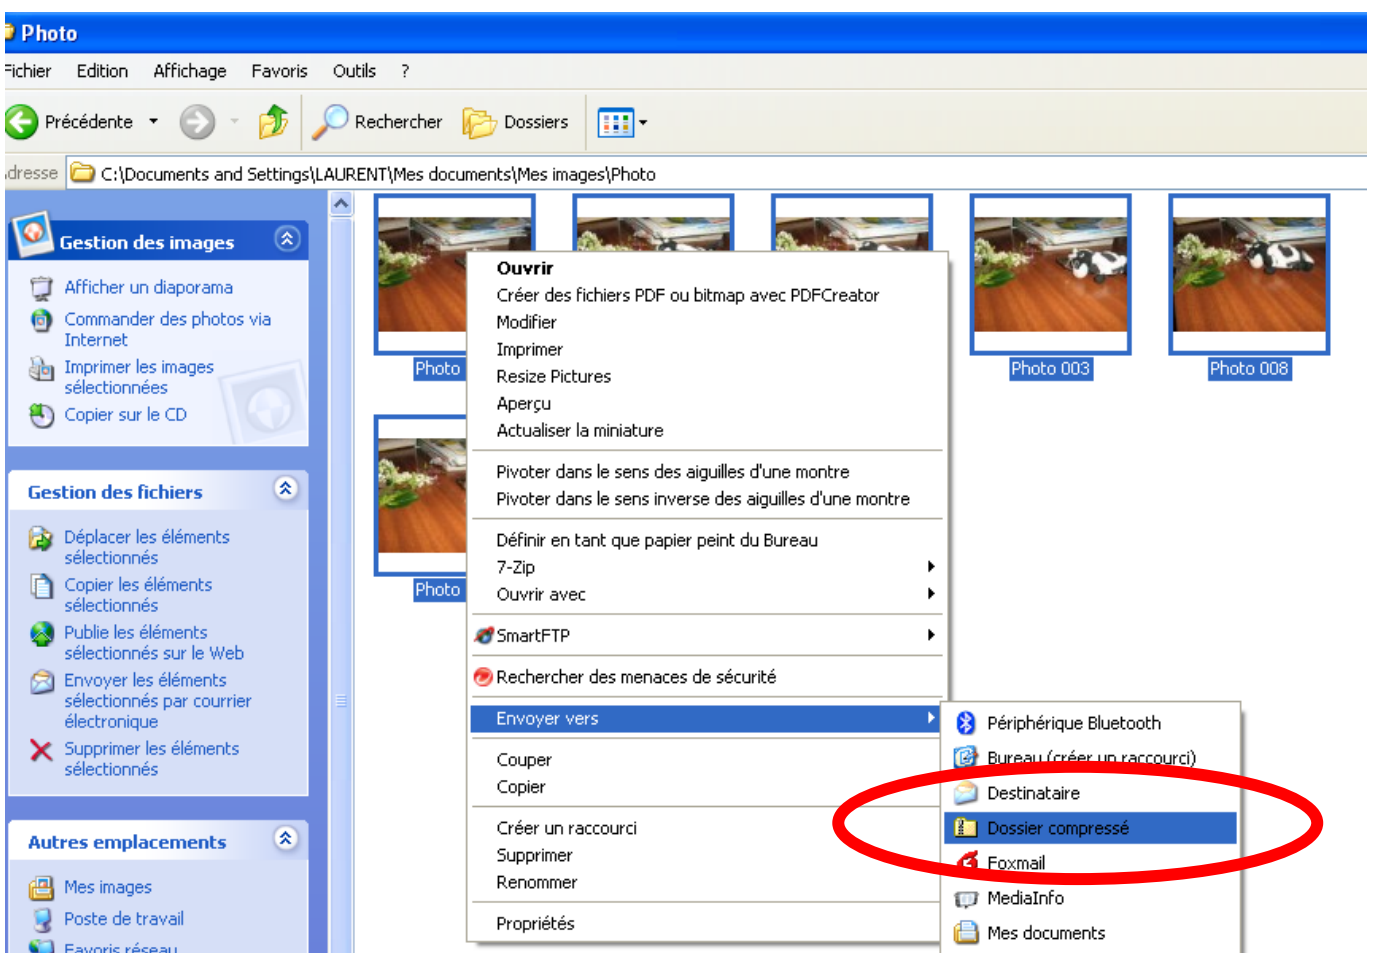 Photo
Fichier Edition Affichage Favoris Outils ?
Précédente Rechercher Dossiers
Adresse C:\Documents and Settings\LAURENT\Mes documents\Mes images\Photo
Gestion des images
Afficher un diaporama
Commander des photos via
Internet
Imprimer les images
sélectionnées
Copier sur le CD
Gestion des fichiers
Déplacer les éléments
sélectionnés
Copier les éléments
sélectionnés
Publie les éléments
sélectionnés sur le Web
Envoyer les éléments
sélectionnés par courrier
électronique
Supprimer les éléments
sélectionnés
Autres emplacements
Mes images
Poste de travail
Favoris réseau
Photo
Photo 003
Photo 008
Photo
Ouvrir
Créer des fichiers PDF ou bitmap avec PDFCreator
Modifier
Imprimer
Resize Pictures
Aperçu
Actualiser la miniature
Pivoter dans le sens des aiguilles d'une montre
Pivoter dans le sens inverse des aiguilles d'une montre
Définir en tant que papier peint du Bureau
7-Zip
Ouvrir avec
SmartFTP
Rechercher des menaces de sécurité
Envoyer vers
Couper
Copier
Créer un raccourci
Supprimer
Renommer
Propriétés
Périphérique Bluetooth
Bureau (créer un raccourci)
Destinataire
Dossier compressé
Foxmail
MediaInfo
Mes documents